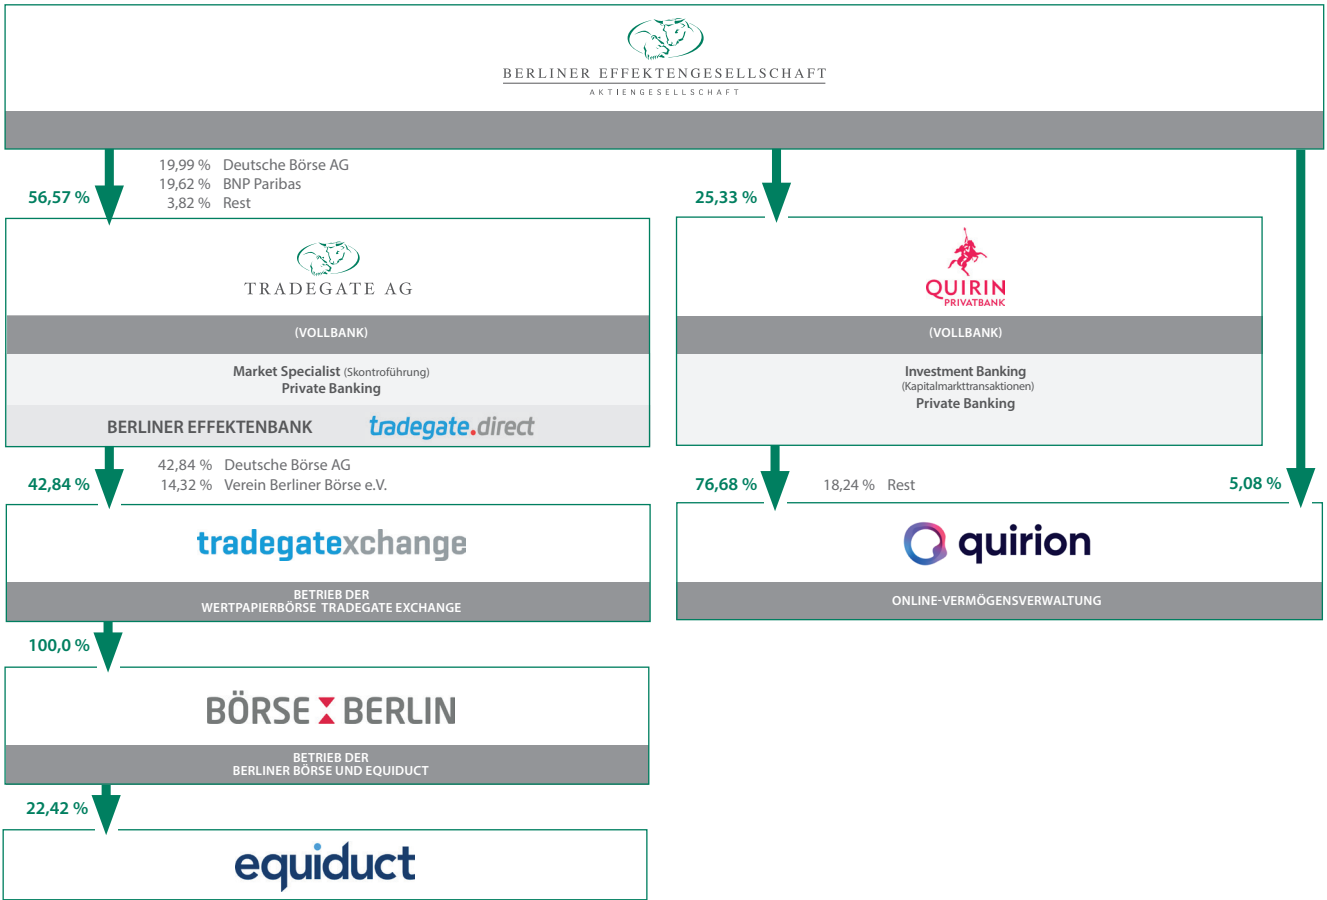 BERLINER EFFEKTENGESELLSCHAFT
AKTIENGESELLSCHAFT
56,57 %
19,99 % Deutsche Börse AG
19,62 % BNP Paribas
3,82 % Rest
25,33 %
TRADEGATE AG
(VOLLBANK)
Market Specialist (Skontroführung)
Private Banking
BERLINER EFFEKTENBANK
tradegate.direct
QUIRIN
PRIVATBANK
(VOLLBANK)
Investment Banking
(Kapitalmarkttransaktionen)
Private Banking
42,84 %
42,84 % Deutsche Börse AG
14,32 % Verein Berliner Börse e.V.
76,68 %
18,24 % Rest
5,08 %
tradegatexchange
BETRIEB DER
WERTPAPIERBÖRSE TRADEGATE EXCHANGE
quirion
ONLINE-VERMÖGENSVERWALTUNG
100,0 %
BÖRSE BERLIN
BETRIEB DER
BERLINER BÖRSE UND EQUIDUCT
22,42 %
equiduct